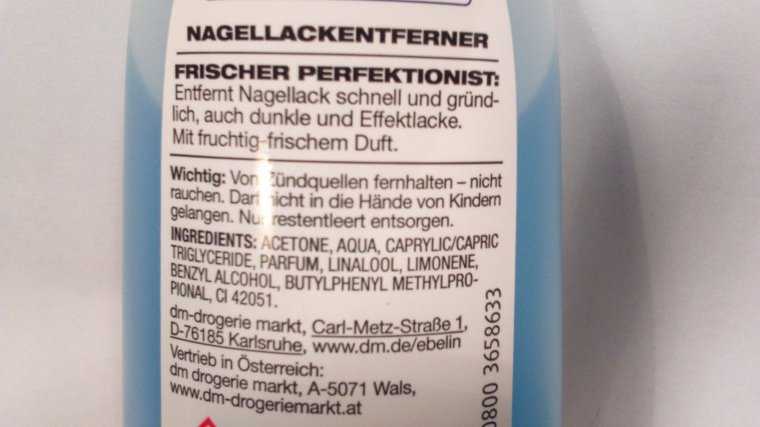 NAGELLACKENTFERNER
FRISCHER PERFEKTIONIST:
Entfernt Nagellack schnell und gründ-
lich, auch dunkle und Effektlacke.
Mit fruchtig-frischem Duft.
Wichtig: Von Zündquellen fernhalten – nicht
rauchen. Darf nicht in die Hände von Kindern
gelangen. Nur restentleert entsorgen.
INGREDIENTS: ACETONE, AQUA, CAPRYLIC/CAPRIC
TRIGLYCERIDE, PARFUM, LINALOOL, LIMONENE,
BENZYL ALCOHOL, BUTYLPHENYL METHYLPRO-
PIONAL, CI 42051.
dm-drogerie markt, Carl-Metz-Straße 1,
D-76185 Karlsruhe, www.dm.de/ebelin
Vertrieb in Österreich:
dm drogerie markt, A-5071 Wals,
www.dm-drogeriemarkt.at
0800 3658633